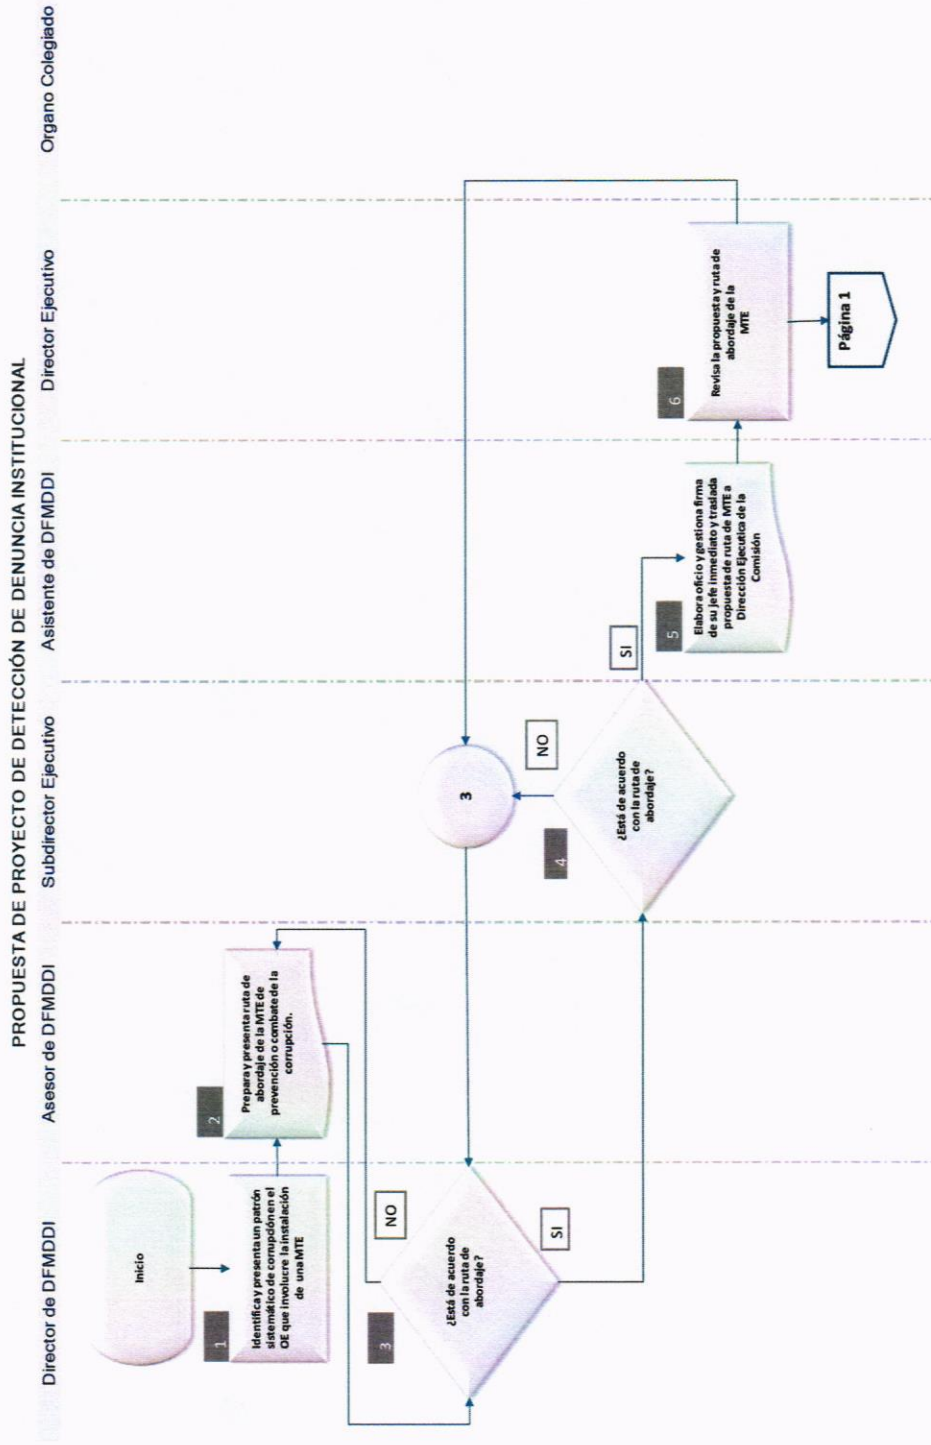 PROPUESTA DE PROYECTO DE DETECCIÓN DE DENUNCIA INSTITUCIONAL
Director de DFMDDI
Asesor de DFMDDI
Subdirector Ejecutivo
Asistente de DFMDDI
Director Ejecutivo
Organo Colegiado
Inicio
1
Identifica y presenta un patrón
sistemático de corrupción en el
OE que involucre la instalación
de una MTE
2
Prepara y presenta ruta de
abordaje de la MTE de
prevención o combate de la
corrupción.
3
¿Está de acuerdo
con la ruta de
abordaje?
NO
SI
3
4
¿Está de acuerdo
con la ruta de
abordaje?
NO
SI
5
Elabora oficio y gestiona firma
de su jefe inmediato y traslada
propuesta de ruta de MTE a
Dirección Ejecutica de la
Comisión
6
Revisa la propuesta y ruta de
abordaje de la
MTE
Página 1